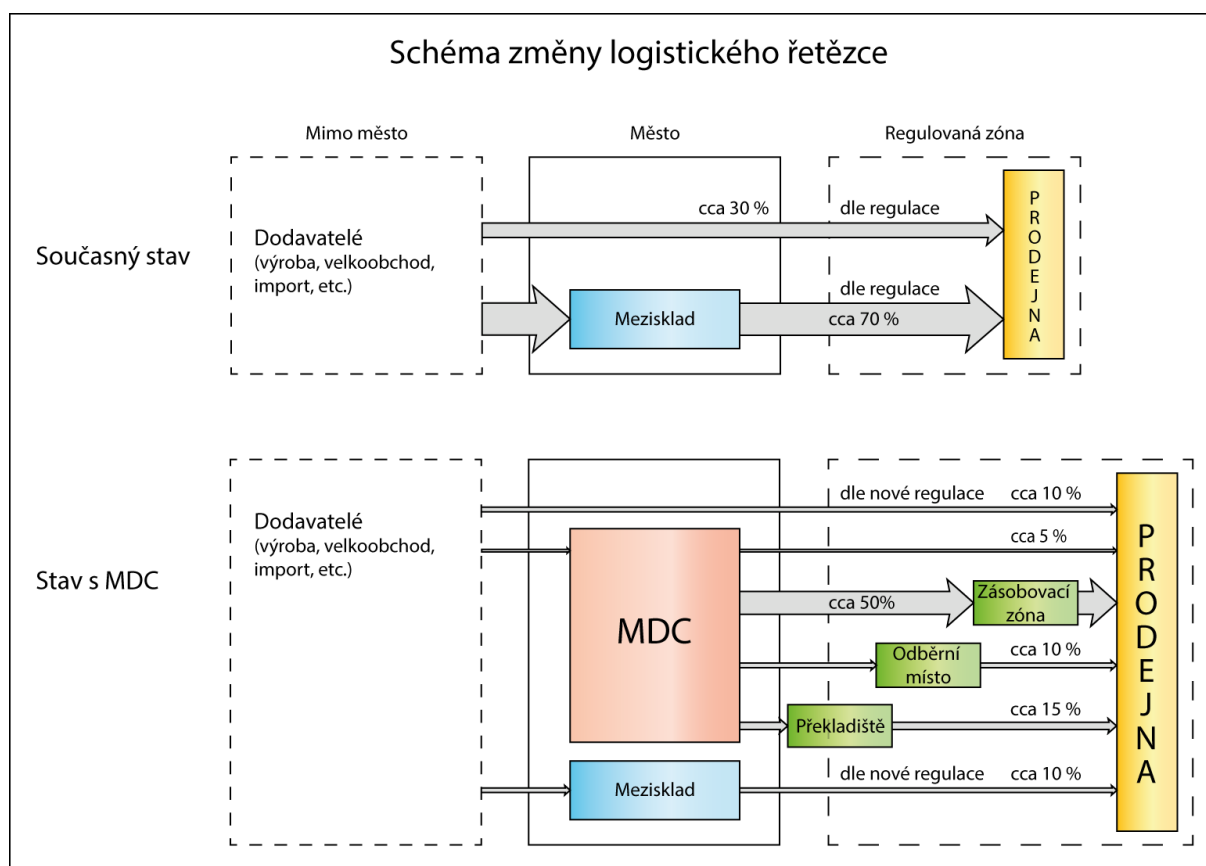 Schéma změny logistického řetězce
Mimo město
Město
Regulovaná zóna
Současný stav
Dodavatelé
(výroba, velkoobchod,
import, etc.)
cca 30 %
dle regulace
Mezisklad
dle regulace
cca 70 %
PRODEJNA
Stav s MDC
Dodavatelé
(výroba, velkoobchod,
import, etc.)
dle nové regulace
cca 10 %
MDC
cca 5 %
cca 50%
Zásobovací
zóna
Odběrní
místo
cca 10 %
Překladiště
cca 15 %
Mezisklad
dle nové regulace
cca 10 %
PRODEJNA